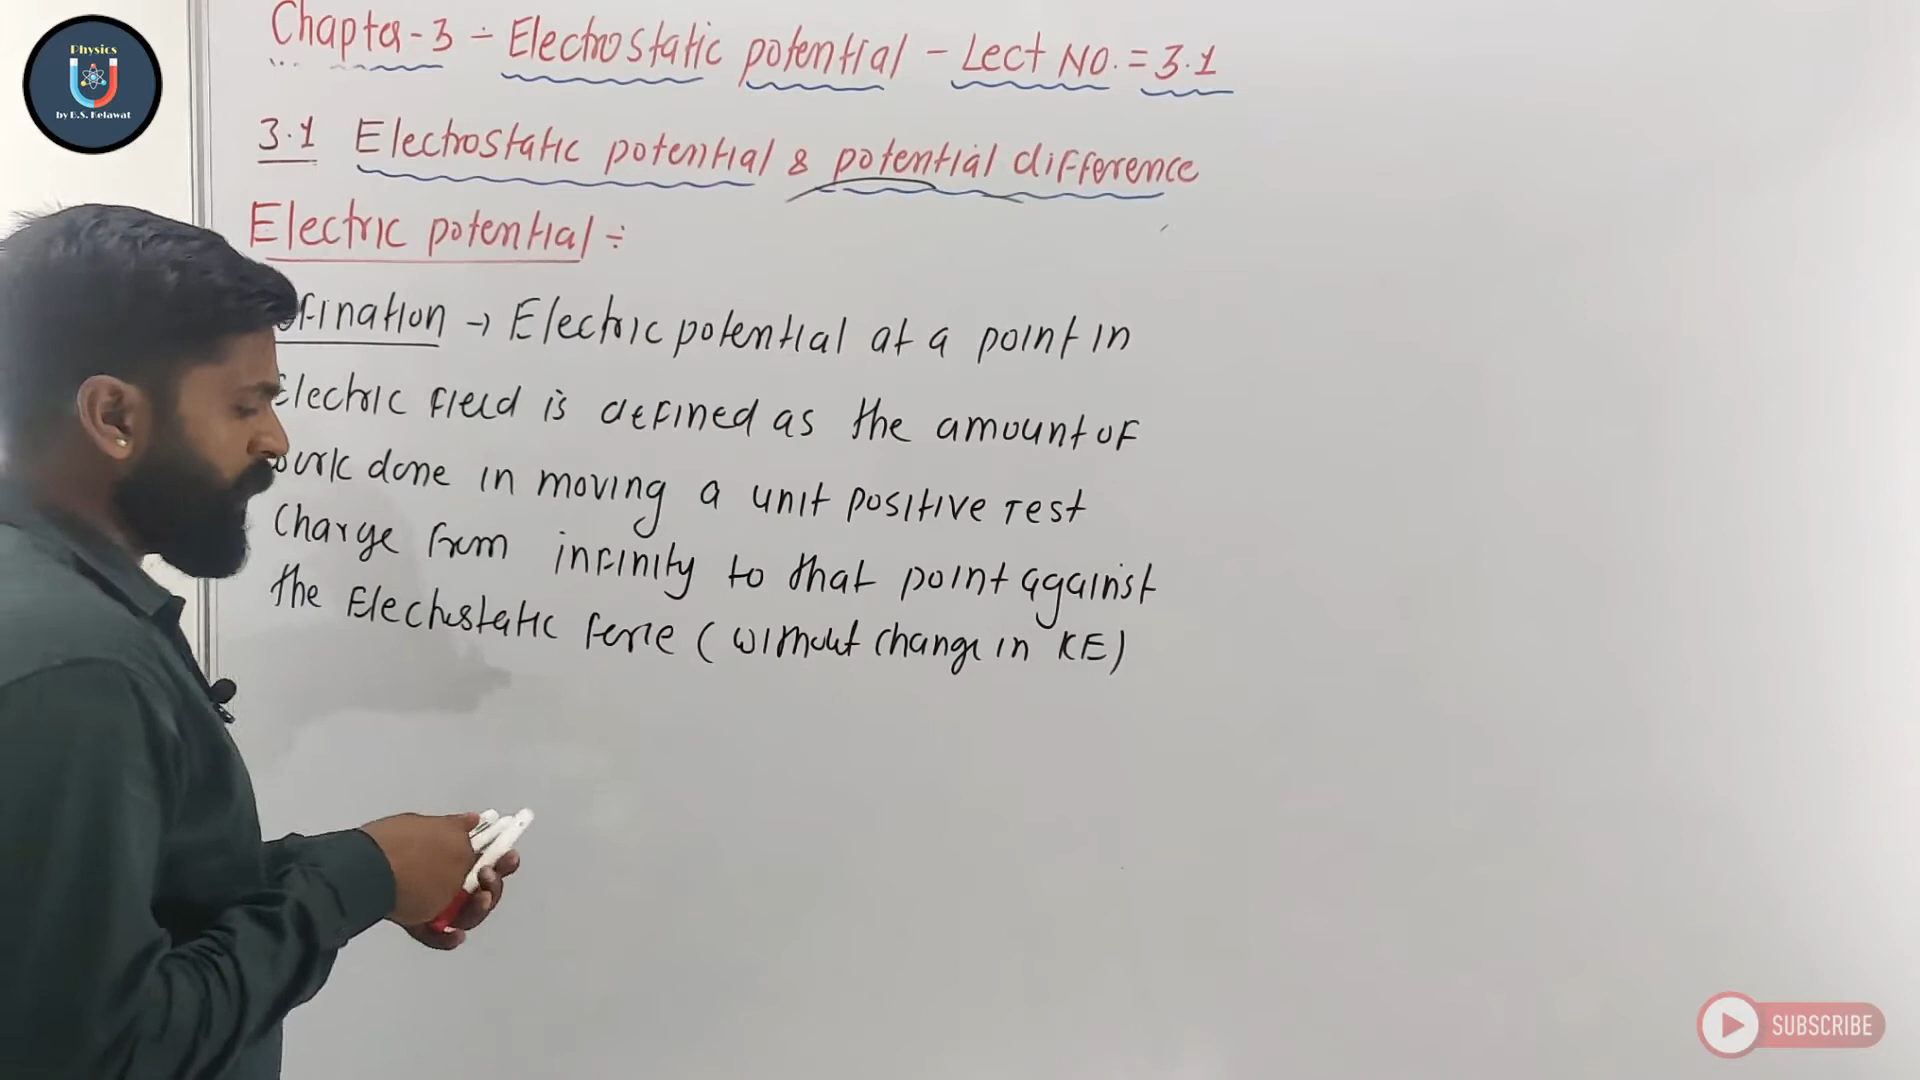 Physics
by B.S. Kelawat
Chapter-3 ÷ Electrostatic potential - Lect NO. = 3.1
3.1 Electrostatic potential & potential difference
Electric potential ÷
fination → Electric potential at a point in
Electric field is defined as the amount of
work done in moving a unit positive Test
Charge from infinity to that point against
the Electrostatic force (without change in KE)
SUBSCRIBE